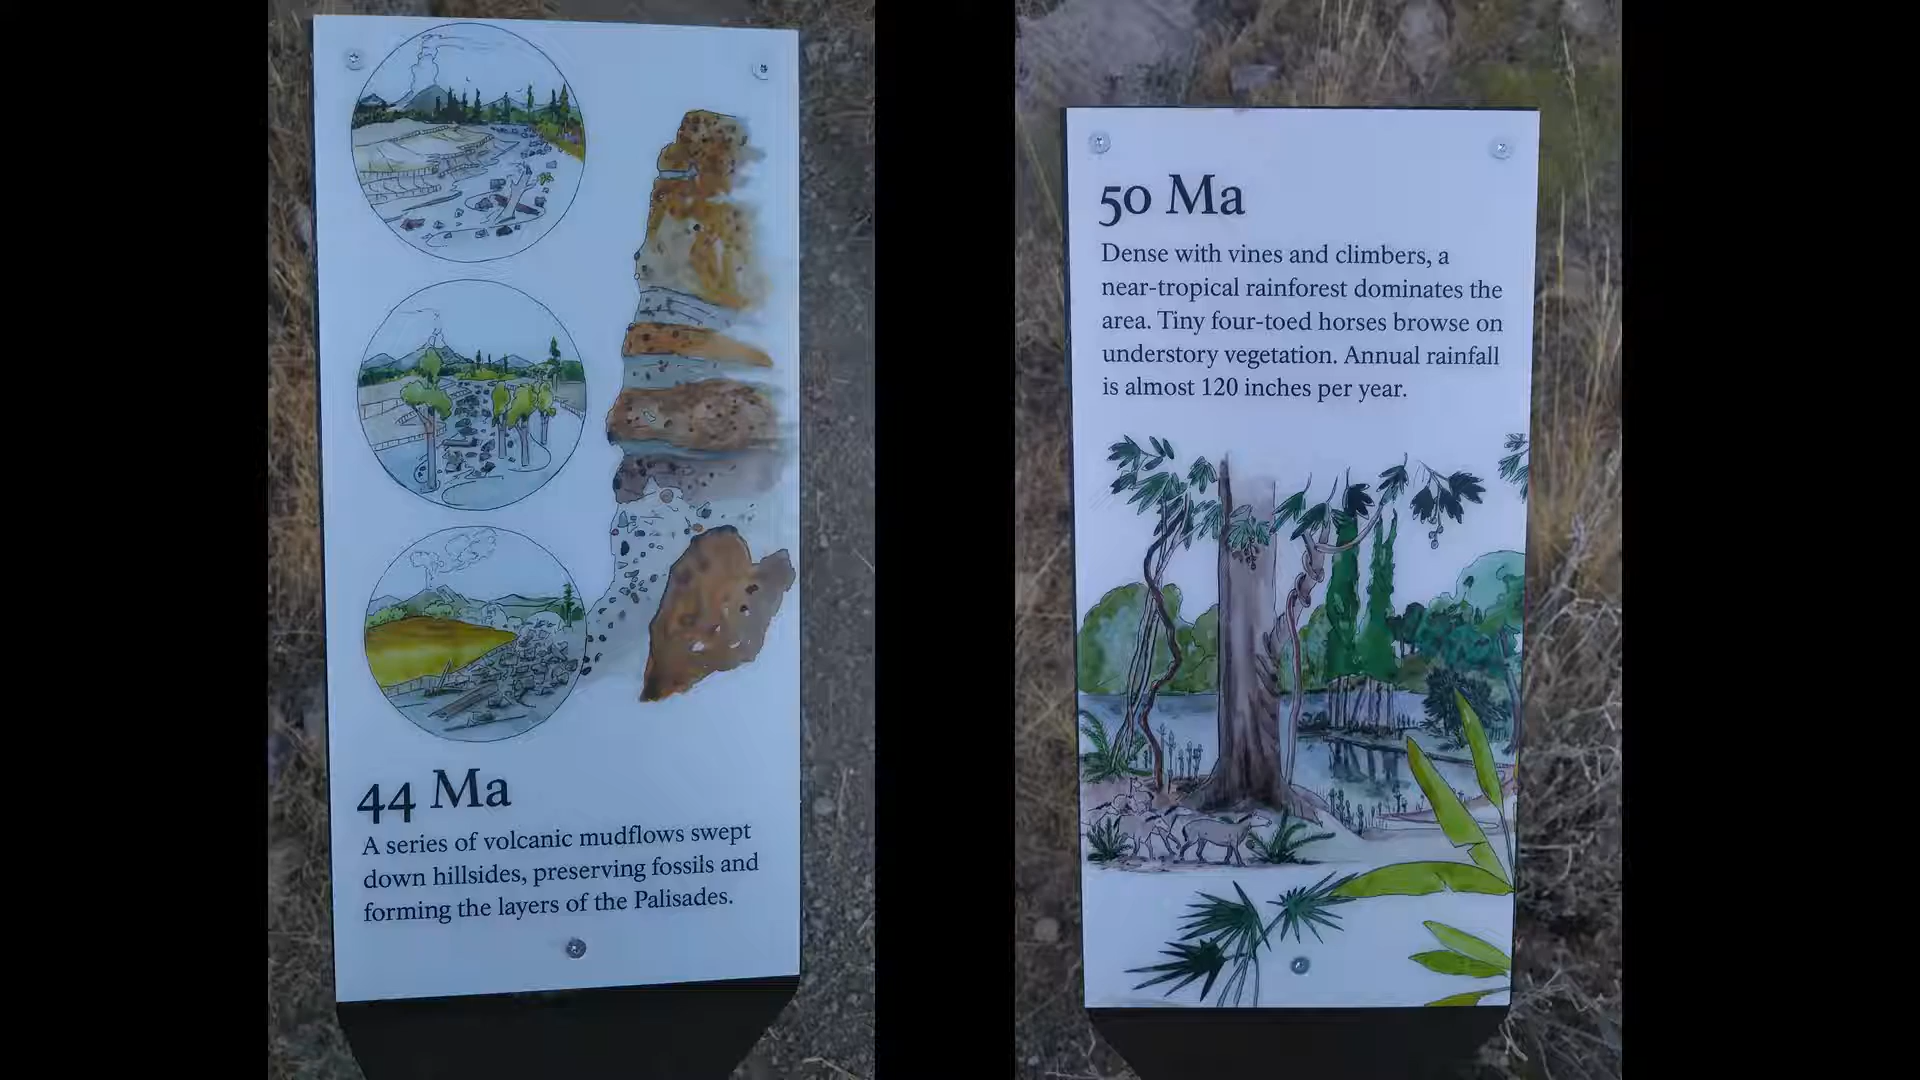 44 Ma
A series of volcanic mudflows swept
down hillsides, preserving fossils and
forming the layers of the Palisades.
50 Ma
Dense with vines and climbers, a
near-tropical rainforest dominates the
area. Tiny four-toed horses browse on
understory vegetation. Annual rainfall
is almost 120 inches per year.